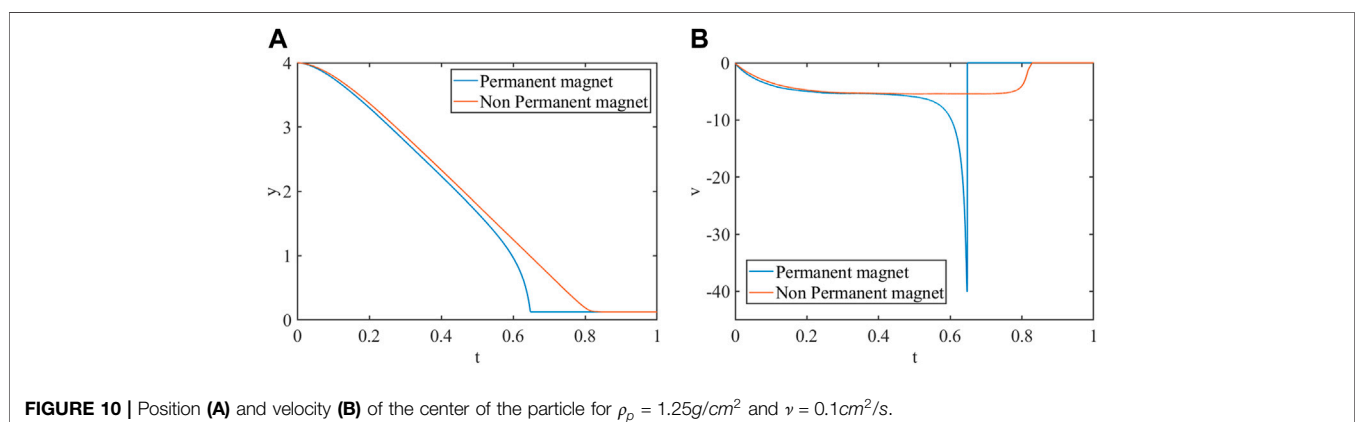 A
4
3
2
1
0
y
Permanent magnet
Non Permanent magnet
0 0.2 0.4 0.6 0.8 1
t
B
0
-10
-20
-30
-40
v
Permanent magnet
Non Permanent magnet
0 0.2 0.4 0.6 0.8 1
t
FIGURE 10 | Position (A) and velocity (B) of the center of the particle for ρp = 1.25g/cm² and ν = 0.1cm²/s.